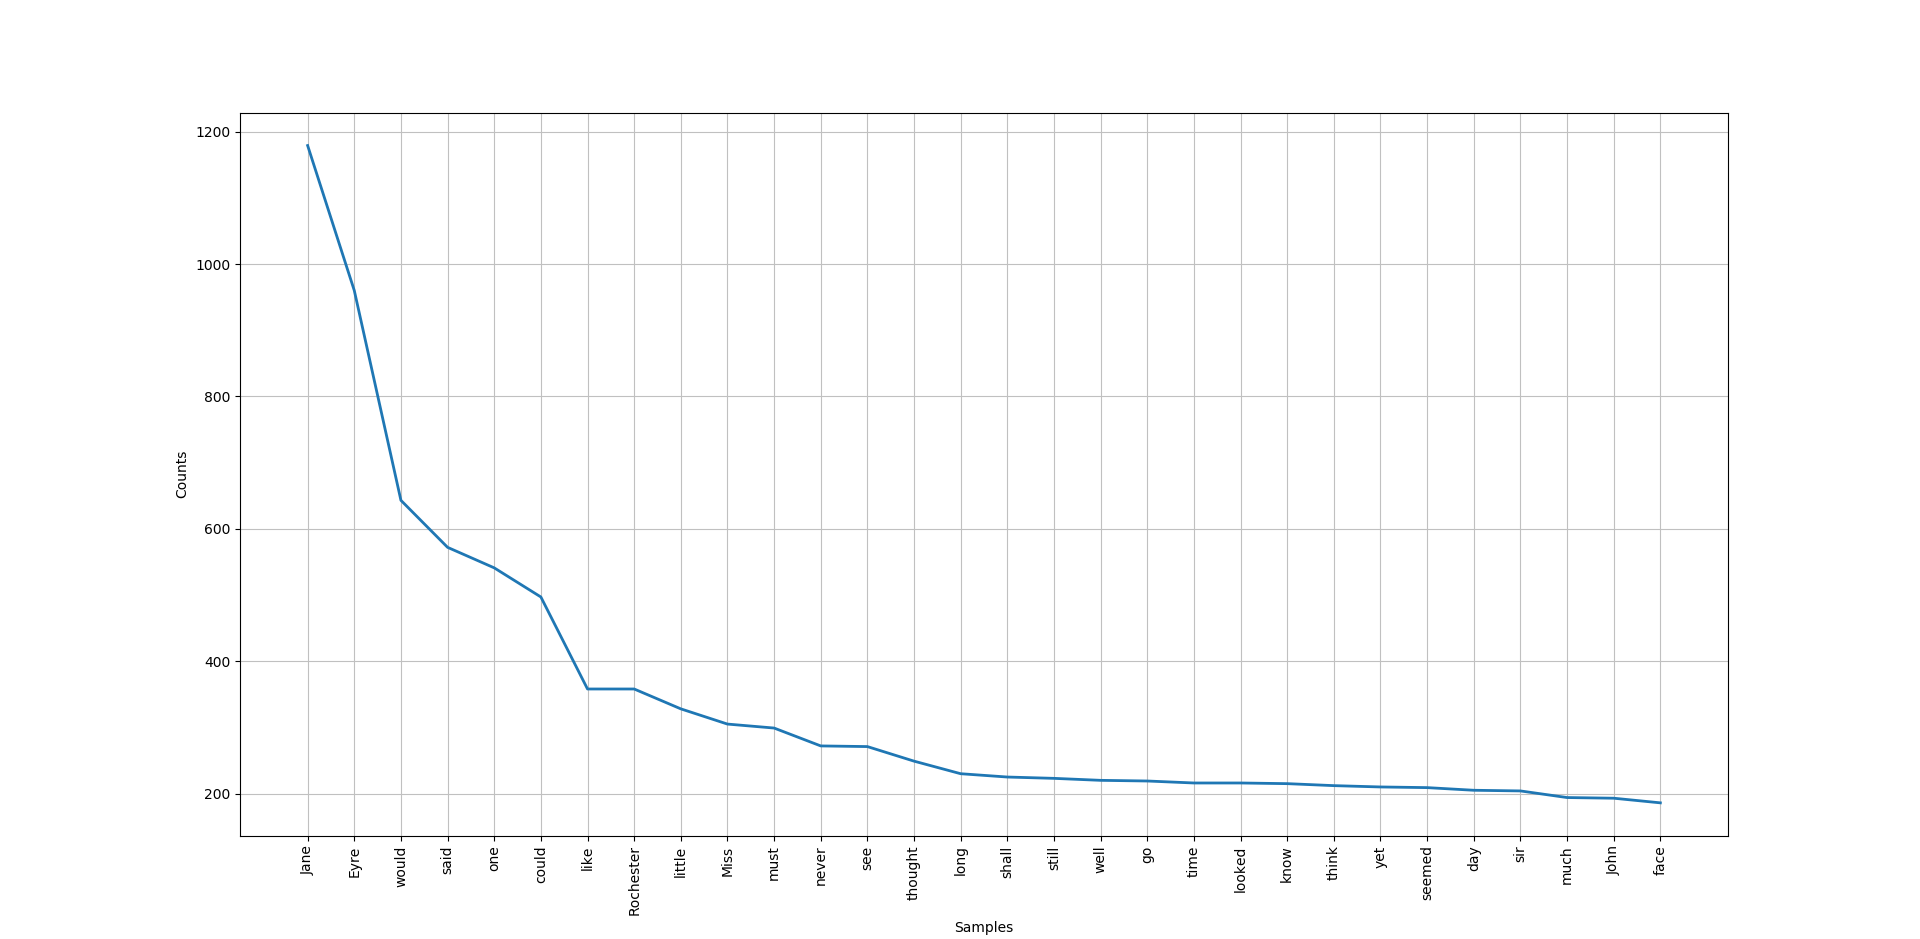 1200
1000
800
600
400
200
Counts
Jane
Eyre
would
said
one
could
like
Rochester
little
Miss
must
never
see
thought
long
shall
still
well
go
time
looked
know
think
yet
seemed
day
sir
much
John
face
Samples